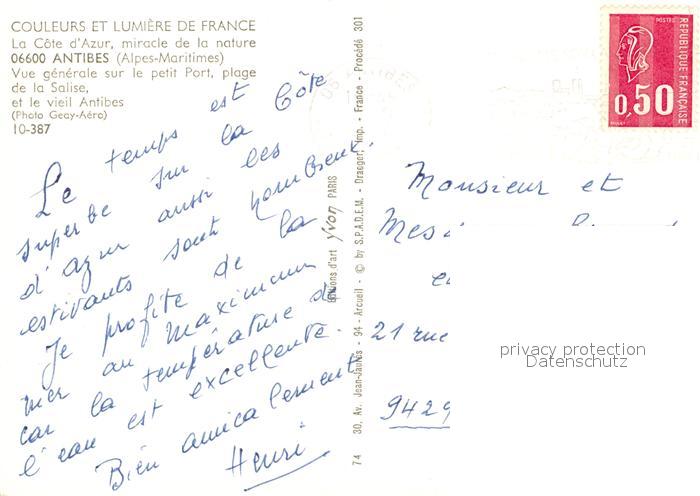 COULEURS ET LUMIÈRE DE FRANCE
La Côte d'Azur, miracle de la nature
06600 ANTIBES (Alpes-Maritimes)
Vue générale sur le petit Port, plage
de la Salise,
et le vieil Antibes
(Photo Geay-Aéro)
10-387
Le temps est
superbe sur la Côte
d'azur aussi les
estivants sont nombreux.
Je profite de la
mer au maximum
car la température de
l'eau est excellente.
Bien amicalement
Henri
74 30, Av. Jean-Jaurès - 94 - Arcueil - © by S.P.A.D.E.M. - Draeger, Imp. - France - Procédé 301
Editions d'art yvon PARIS
POSTES
RÉPUBLIQUE FRANÇAISE
0,50
Monsieur et
21 rue
9429
privacy protection
Datenschutz